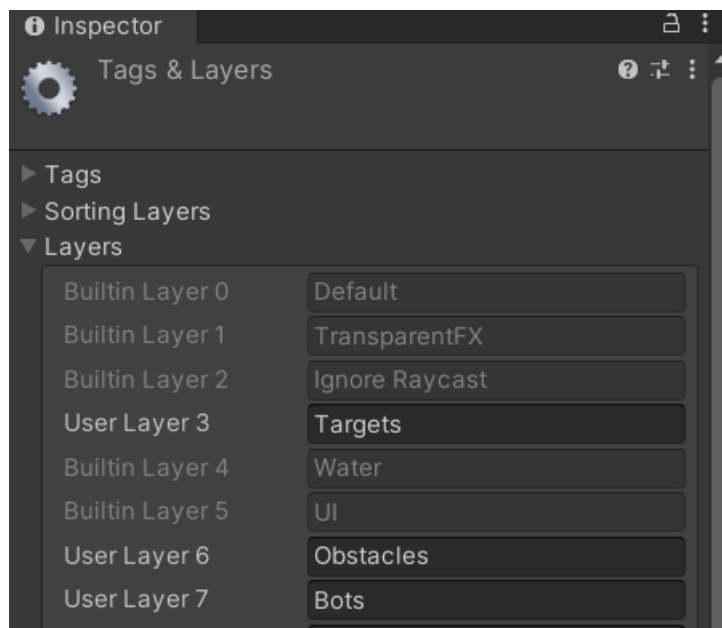 Inspector
Tags & Layers
Tags
Sorting Layers
Layers
Builtin Layer 0 Default
Builtin Layer 1 TransparentFX
Builtin Layer 2 Ignore Raycast
User Layer 3 Targets
Builtin Layer 4 Water
Builtin Layer 5 UI
User Layer 6 Obstacles
User Layer 7 Bots